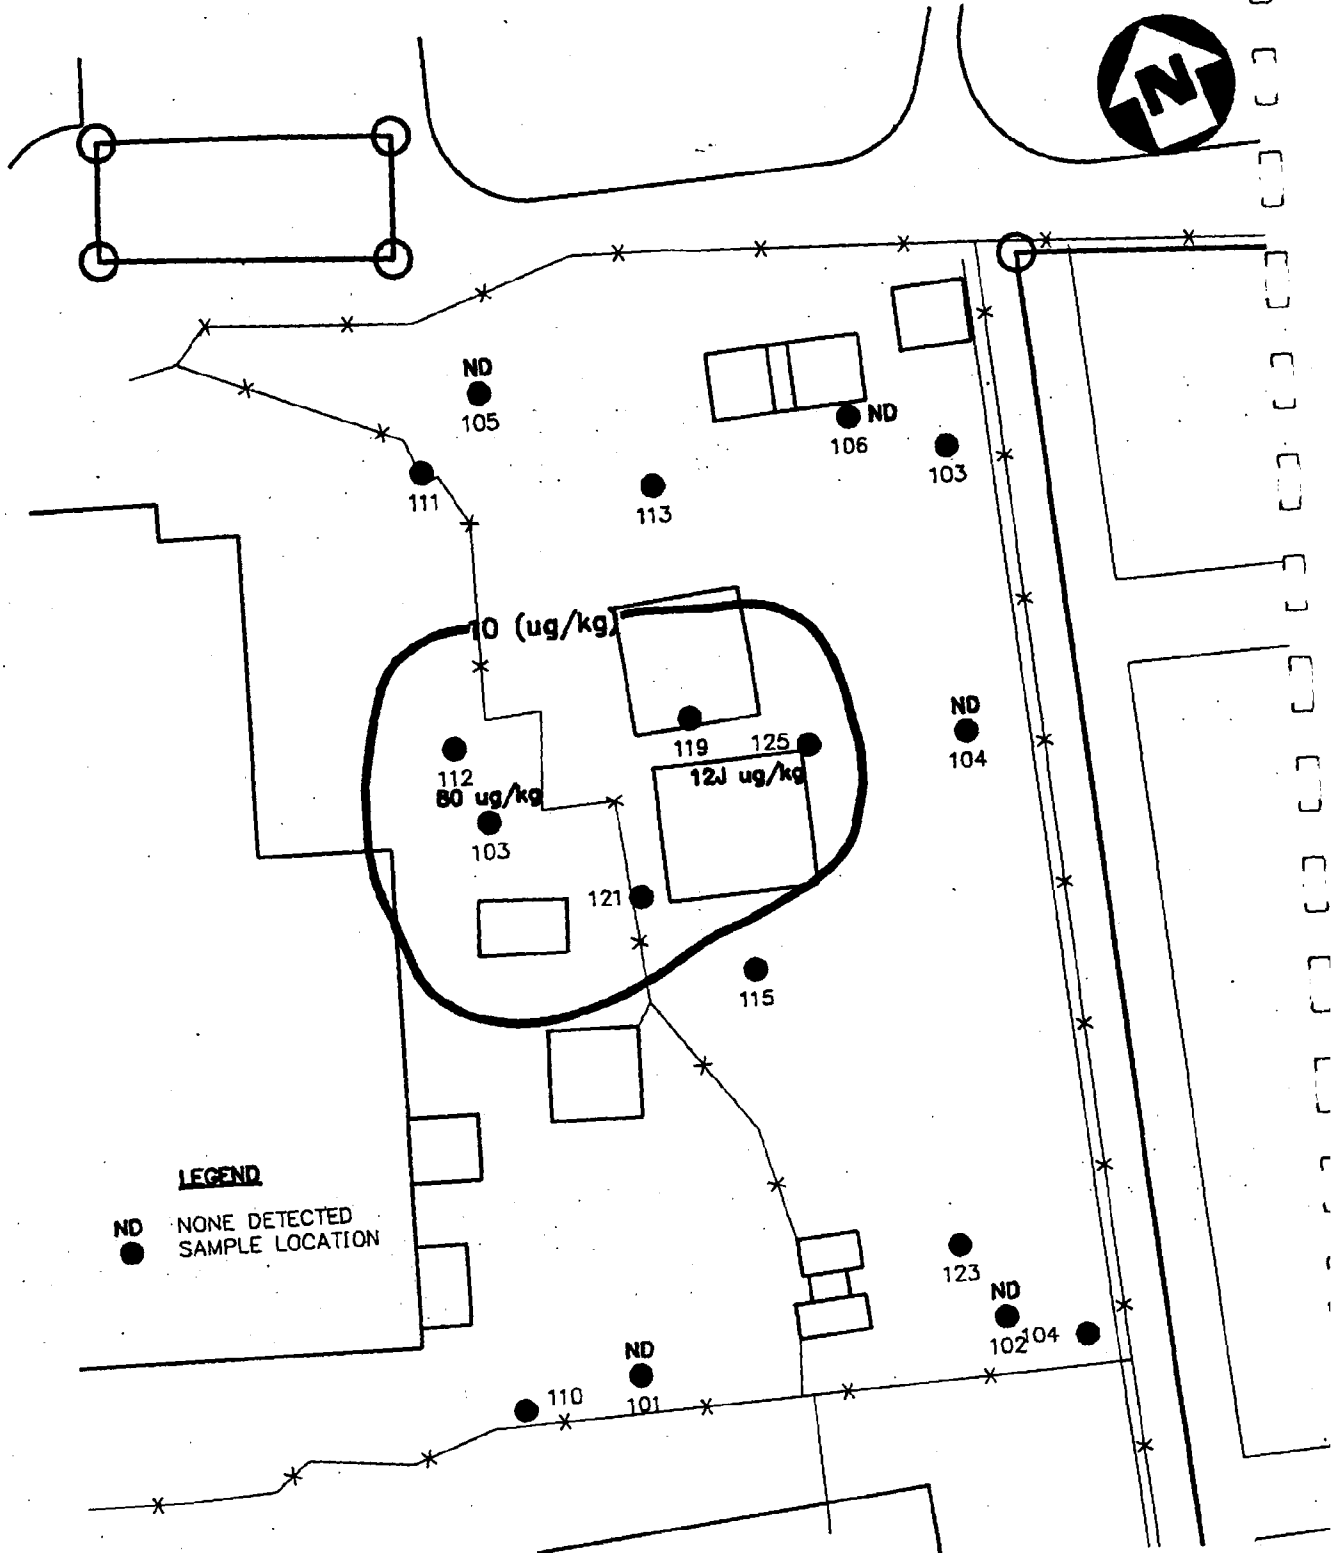 N
ND
105
ND
106
103
111
113
10 (ug/kg)
ND
104
119
125
12J ug/kg
112
80 ug/kg
103
121
115
LEGEND
ND NONE DETECTED
SAMPLE LOCATION
123
ND
102
104
ND
101
110